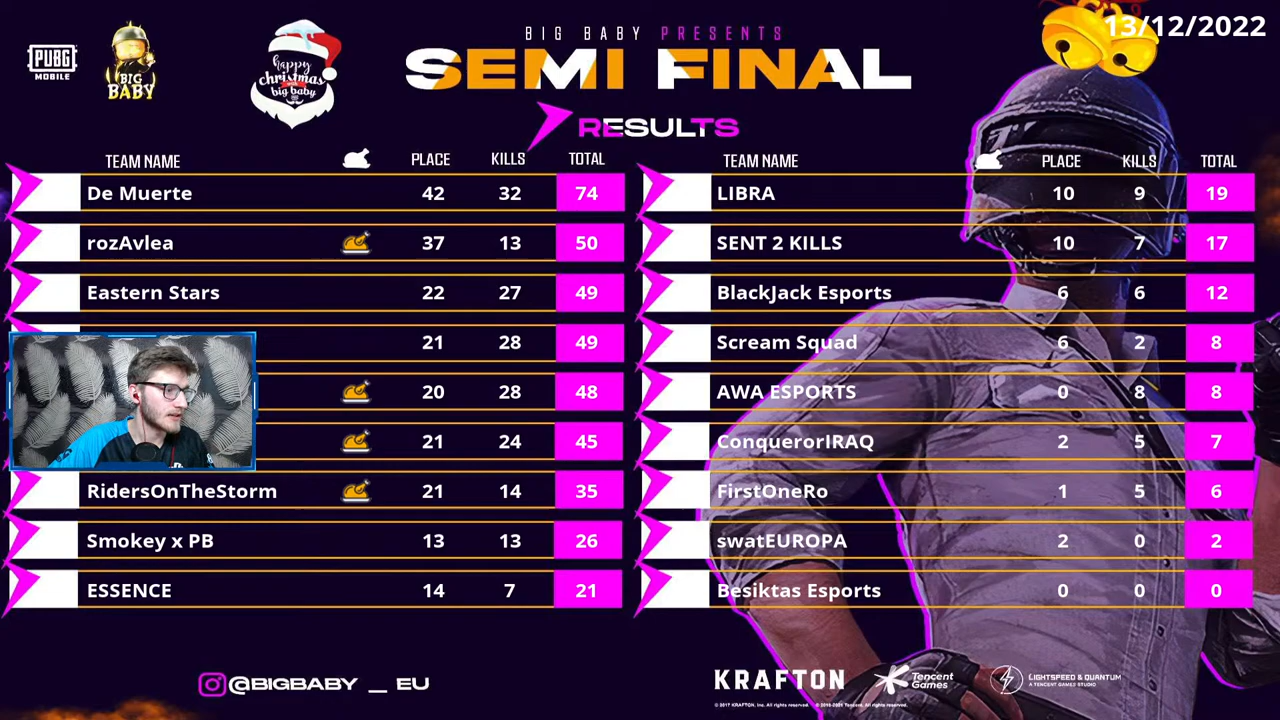 13/12/2022
PUBG
MOBILE
BIG
BABY
happy
christmas
big baby
BIG BABY PRESENTS
SEMI FINAL
RESULTS
TEAM NAME PLACE KILLS TOTAL
De Muerte 42 32 74
rozAvlea 37 13 50
Eastern Stars 22 27 49
21 28 49
20 28 48
21 24 45
RidersOnTheStorm 21 14 35
Smokey x PB 13 13 26
ESSENCE 14 7 21
TEAM NAME PLACE KILLS TOTAL
LIBRA 10 9 19
SENT 2 KILLS 10 7 17
BlackJack Esports 6 6 12
Scream Squad 6 2 8
AWA ESPORTS 0 8 8
ConquerorIRAQ 2 5 7
FirstOneRo 1 5 6
swatEUROPA 2 0 2
Besiktas Esports 0 0 0
@BIGBABY _ EU
KRAFTON
Tencent
Games
LIGHTSPEED & QUANTUM
A TENCENT GAMES STUDIO